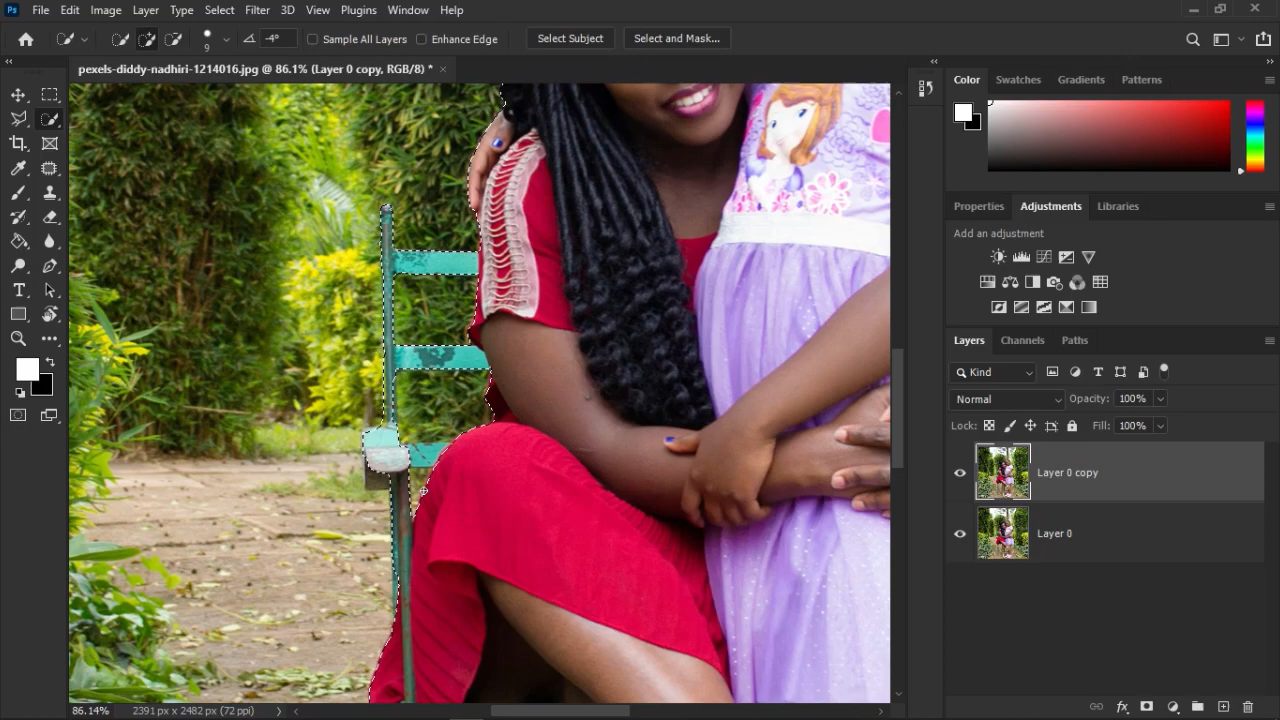 Ps File Edit Image Layer Type Select Filter 3D View Plugins Window Help
9 -4° Sample All Layers Enhance Edge Select Subject Select and Mask...
pexels-diddy-nadhiri-1214016.jpg @ 86.1% (Layer 0 copy, RGB/8) *
Color Swatches Gradients Patterns
Properties Adjustments Libraries
Add an adjustment
Layers Channels Paths
Kind
Normal Opacity: 100%
Lock: Fill: 100%
Layer 0 copy
Layer 0
86.14% 2391 px x 2482 px (72 ppi)